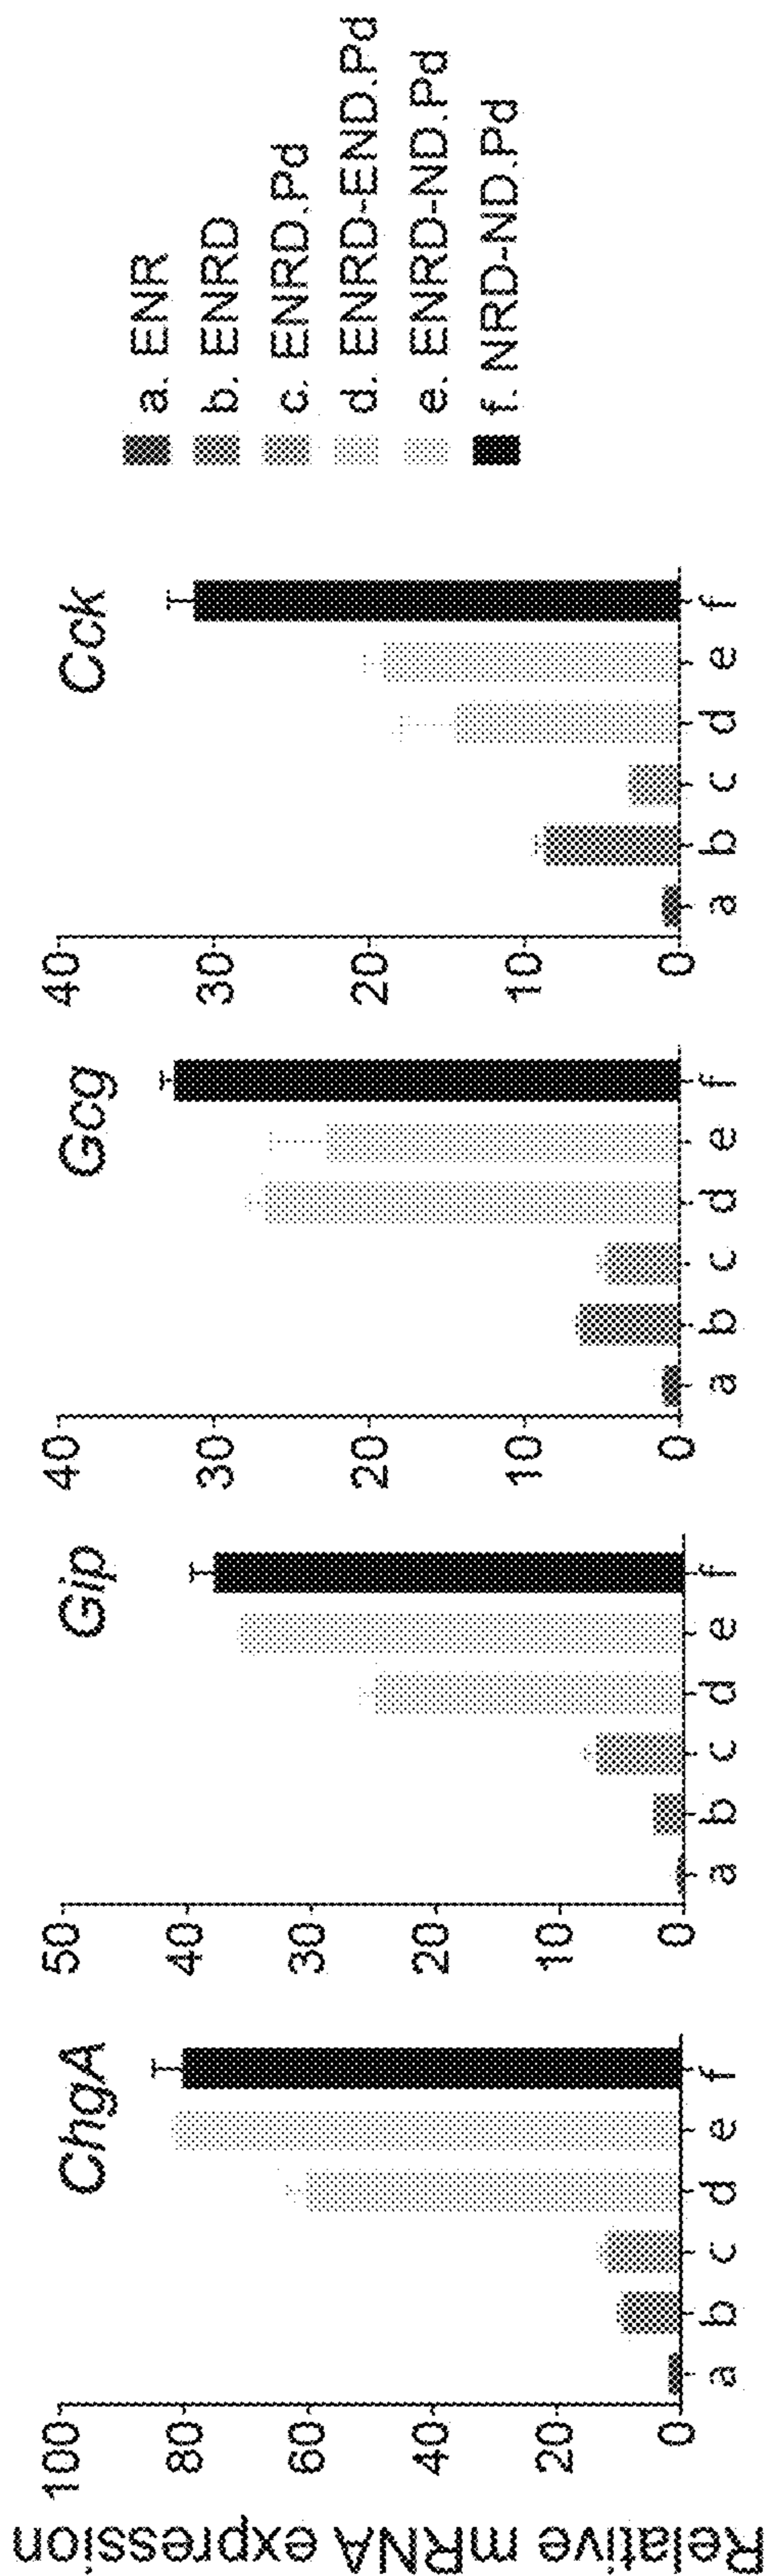 Relative mRNA expression
ChgA
100
80
60
40
20
0
a b c d e f
Gip
50
40
30
20
10
0
a b c d e f
Gcg
40
30
20
10
0
a b c d e f
Cck
40
30
20
10
0
a b c d e f
a. ENR
b. ENRD
c. ENRD.Pd
d. ENRD-END.Pd
e. ENRD-ND.Pd
f. NRD-ND.Pd